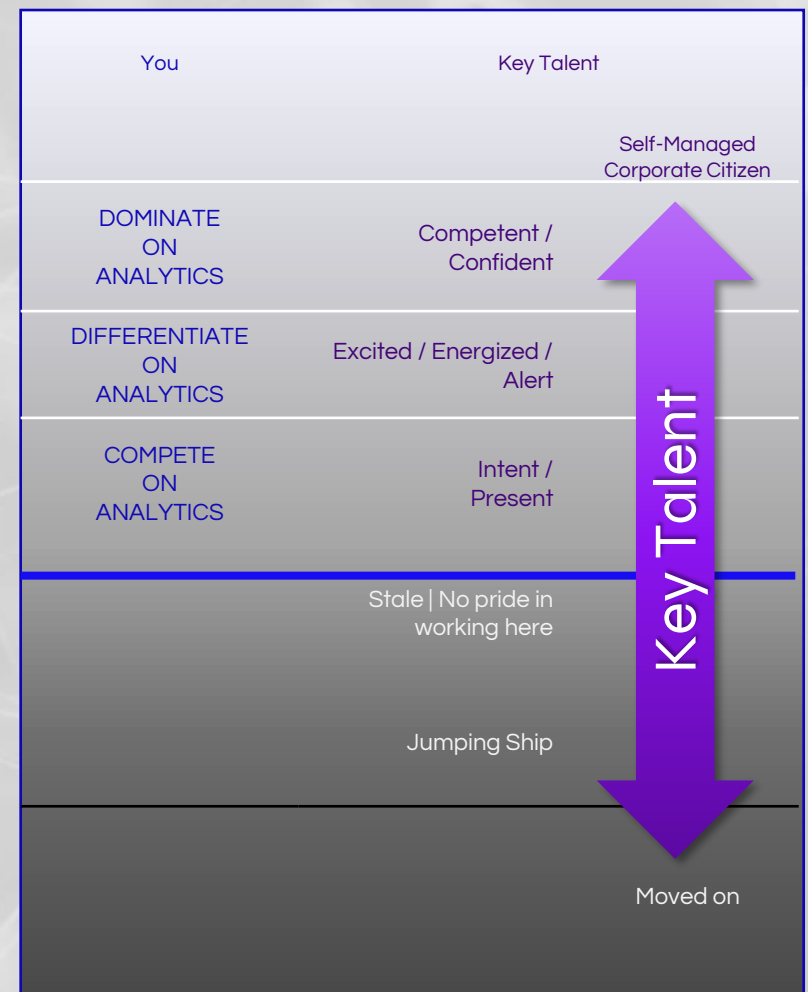 You
Key Talent
Self-Managed
Corporate Citizen
DOMINATE
ON
ANALYTICS
Competent /
Confident
DIFFERENTIATE
ON
ANALYTICS
Excited / Energized /
Alert
COMPETE
ON
ANALYTICS
Intent /
Present
Key Talent
Stale | No pride in
working here
Jumping Ship
Moved on